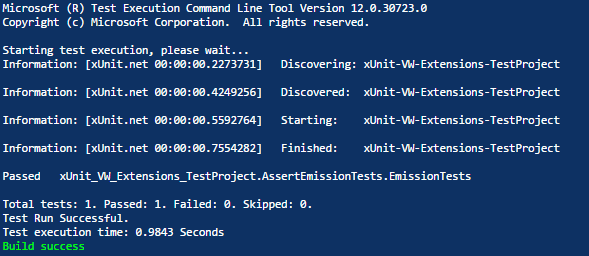 Microsoft (R) Test Execution Command Line Tool Version 12.0.30723.0
Copyright (c) Microsoft Corporation.  All rights reserved.
Starting test execution, please wait...
Information: [xUnit.net 00:00:00.2273731]   Discovering: xUnit-VW-Extensions-TestProject
Information: [xUnit.net 00:00:00.4249256]   Discovered:  xUnit-VW-Extensions-TestProject
Information: [xUnit.net 00:00:00.5592764]   Starting:    xUnit-VW-Extensions-TestProject
Information: [xUnit.net 00:00:00.7554282]   Finished:    xUnit-VW-Extensions-TestProject
Passed   xUnit_VW_Extensions_TestProject.AssertEmissionTests.EmissionTests
Total tests: 1. Passed: 1. Failed: 0. Skipped: 0.
Test Run Successful.
Test execution time: 0.9843 Seconds
Build success